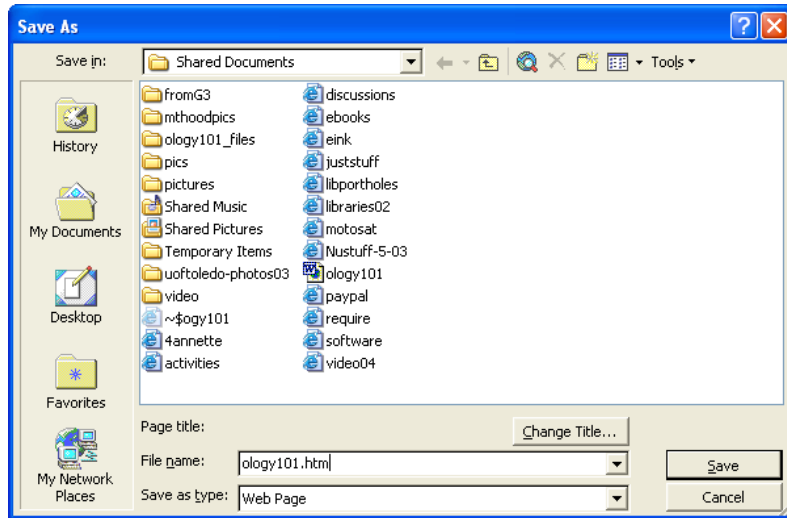 Save As
Save in:
Shared Documents
Tools
History
My Documents
Desktop
Favorites
My Network
Places
fromG3
mthoodpics
ology101_files
pics
pictures
Shared Music
Shared Pictures
Temporary Items
uoftoledo-photos03
video
~$ogy101
4annette
activities
discussions
ebooks
eink
juststuff
libportholes
libraries02
motosat
Nustuff-5-03
ology101
paypal
require
software
video04
Page title:
Change Title...
File name:
ology101.htm
Save
Save as type:
Web Page
Cancel